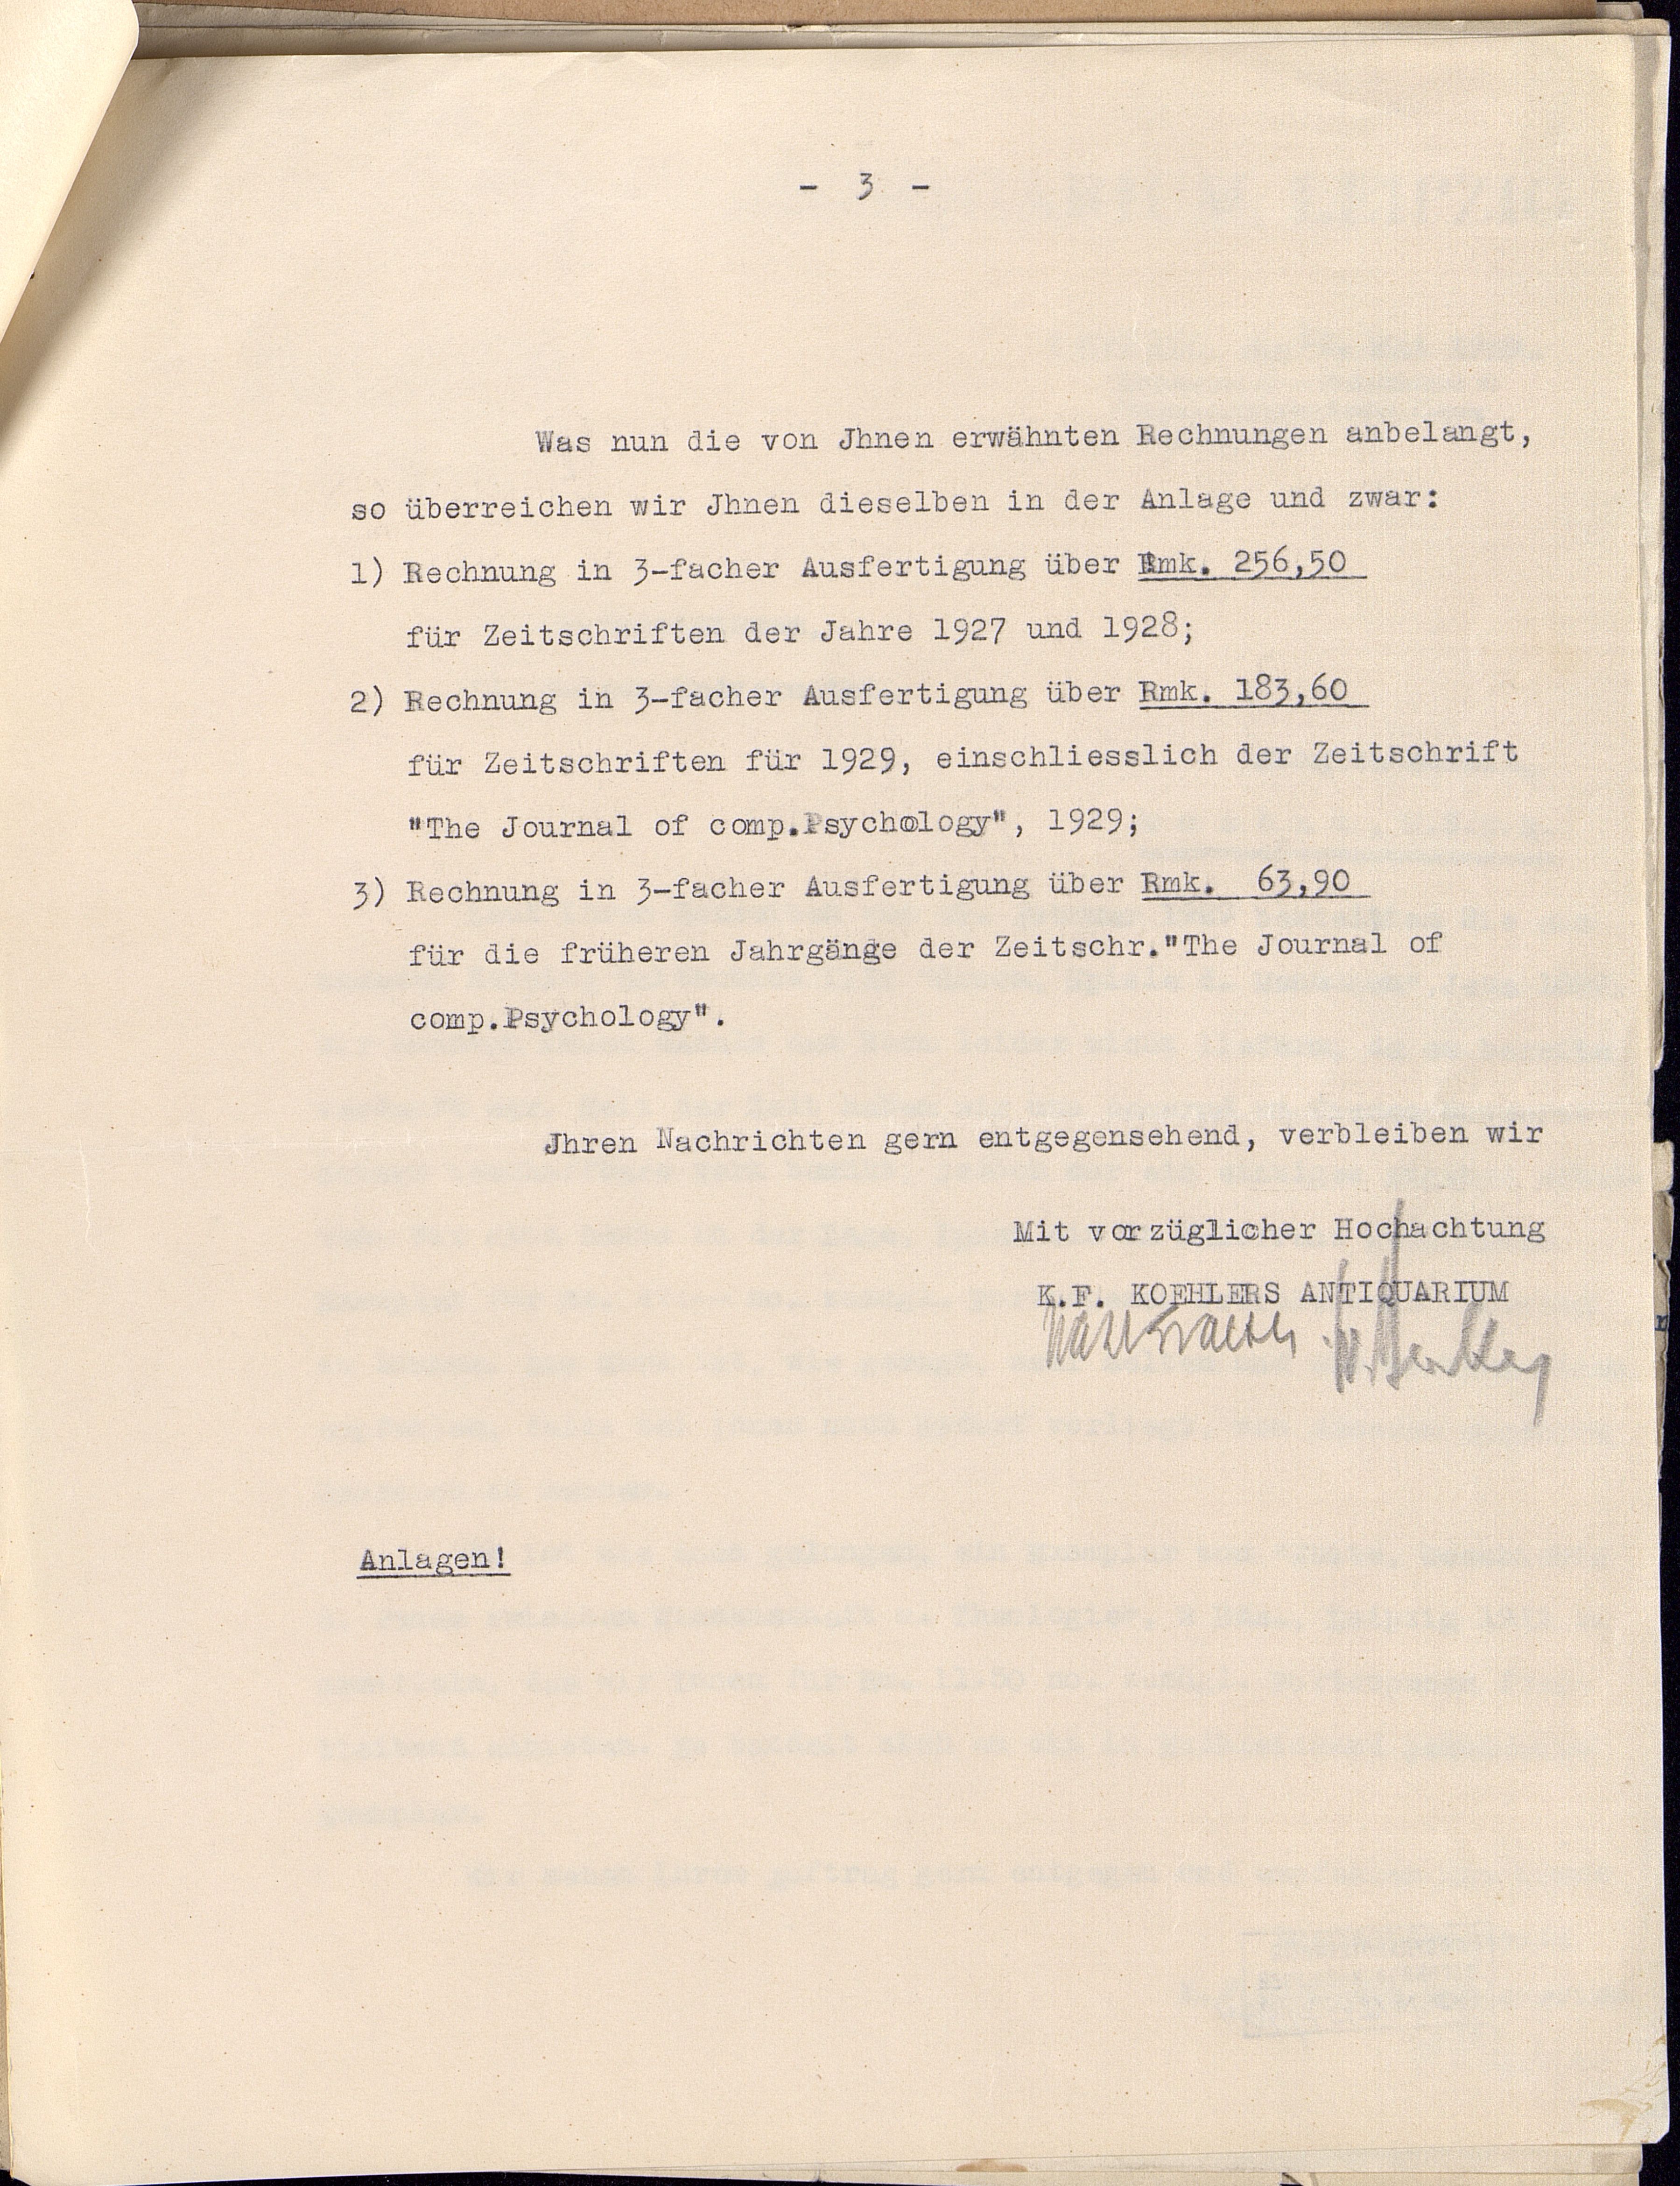 - 3 -
Was nun die von Jhnen erwähnten Rechnungen anbelangt,
so überreichen wir Jhnen dieselben in der Anlage und zwar:
1) Rechnung in 3-facher Ausfertigung über Rmk. 256,50
für Zeitschriften der Jahre 1927 und 1928;
2) Rechnung in 3-facher Ausfertigung über Rmk. 183,60
für Zeitschriften für 1929, einschliesslich der Zeitschrift
"The Journal of comp.Psychology", 1929;
3) Rechnung in 3-facher Ausfertigung über Rmk. 63,90
für die früheren Jahrgänge der Zeitschr."The Journal of
comp.Psychology".
Jhren Nachrichten gern entgegensehend, verbleiben wir
Mit vorzüglicher Hochachtung
K.F. KOEHLERS ANTIQUARIUM
Anlagen!